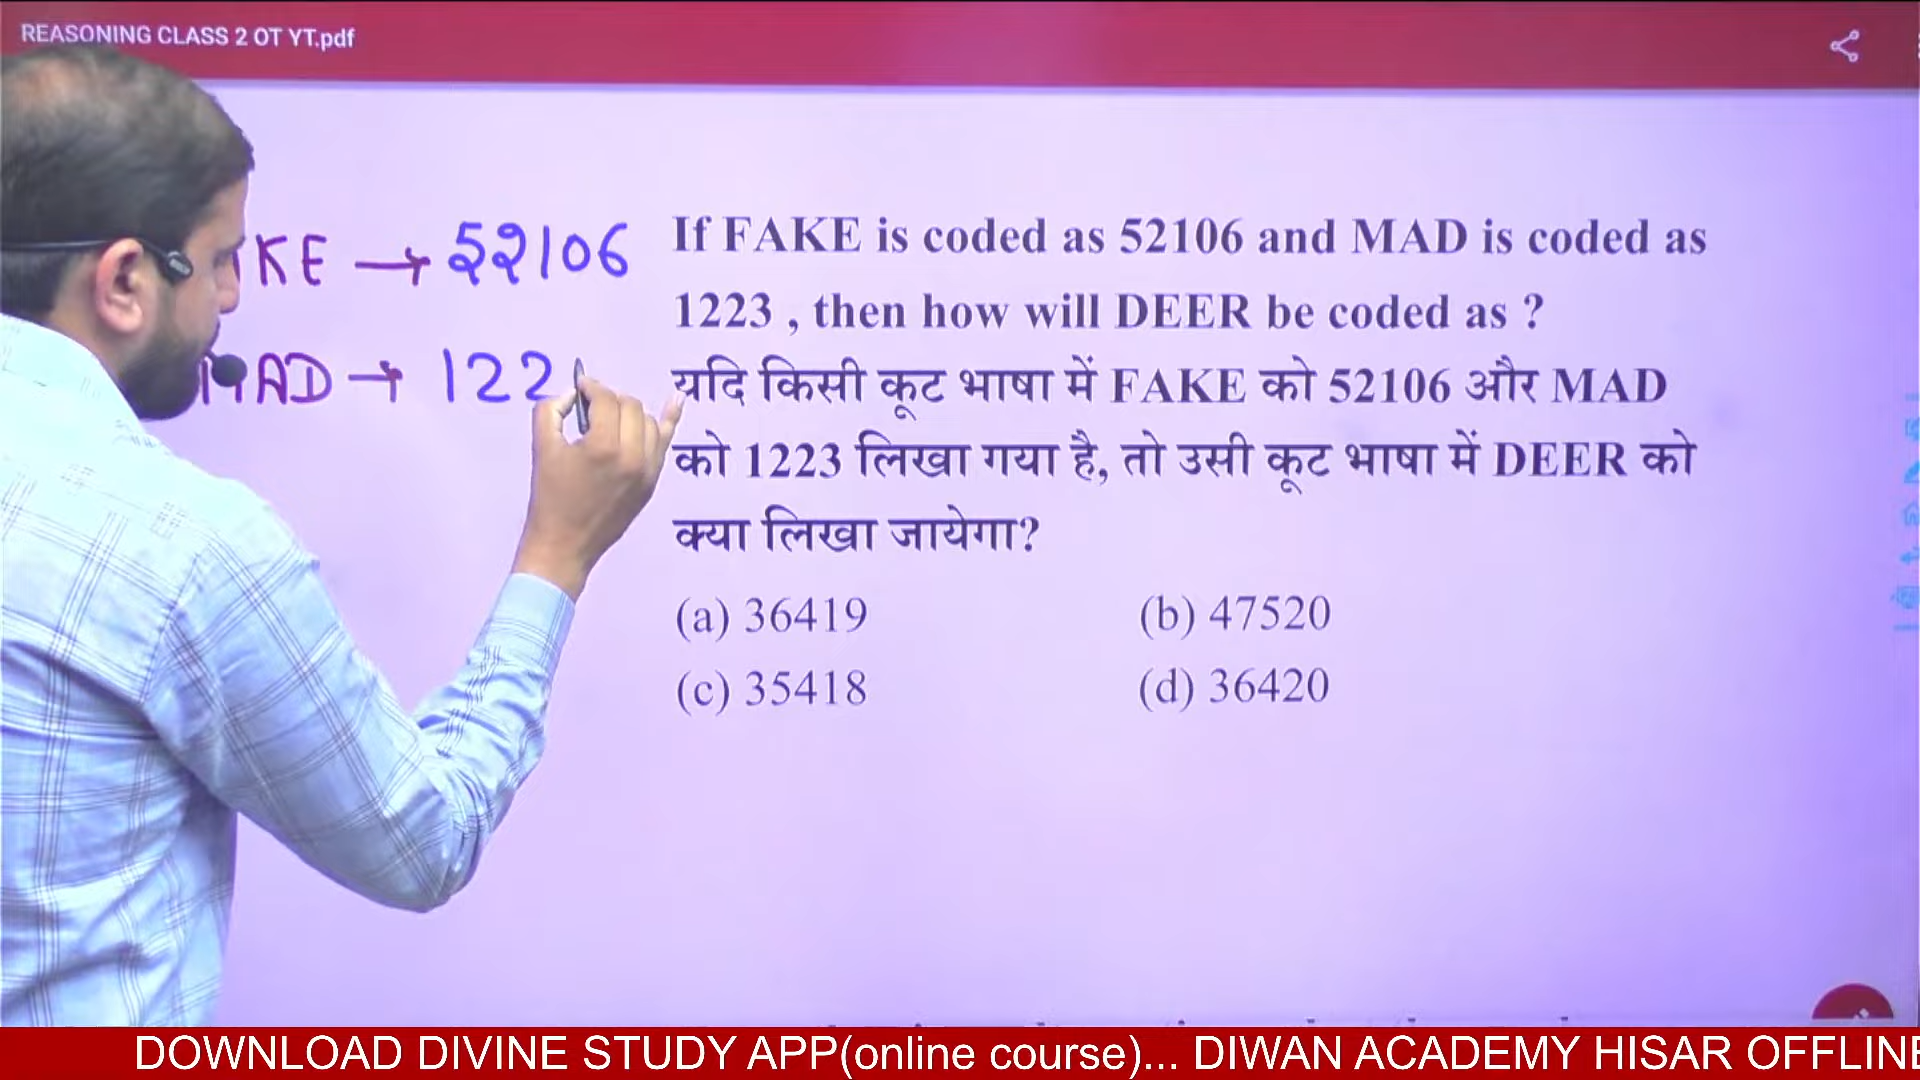 REASONING CLASS 2 OT YT.pdf
KE → 52106
MAD → 122
If FAKE is coded as 52106 and MAD is coded as
1223 , then how will DEER be coded as ?
यदि किसी कूट भाषा में FAKE को 52106 और MAD
को 1223 लिखा गया है, तो उसी कूट भाषा में DEER को
क्या लिखा जायेगा?
(a) 36419 (b) 47520
(c) 35418 (d) 36420
DOWNLOAD DIVINE STUDY APP(online course)... DIWAN ACADEMY HISAR OFFLINE